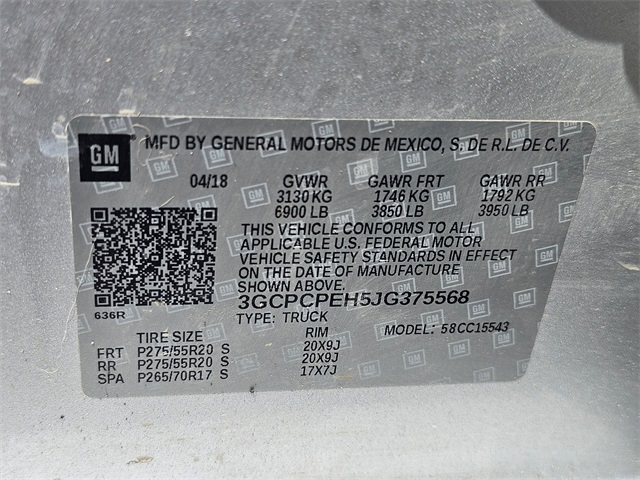 GM MFD BY GENERAL MOTORS DE MEXICO, S. DE R.L. DE C.V.
04/18 GVWR GAWR FRT GAWR RR
3130 KG 1746 KG 1792 KG
6900 LB 3850 LB 3950 LB
THIS VEHICLE CONFORMS TO ALL
APPLICABLE U.S. FEDERAL MOTOR
VEHICLE SAFETY STANDARDS IN EFFECT
ON THE DATE OF MANUFACTURE
SHOWN ABOVE.
3GCPCPEH5JG375568
636R
TYPE: TRUCK MODEL: 58CC15543
TIRE SIZE RIM
FRT P275/55R20 S 20X9J
RR P275/55R20 S 20X9J
SPA P265/70R17 S 17X7J